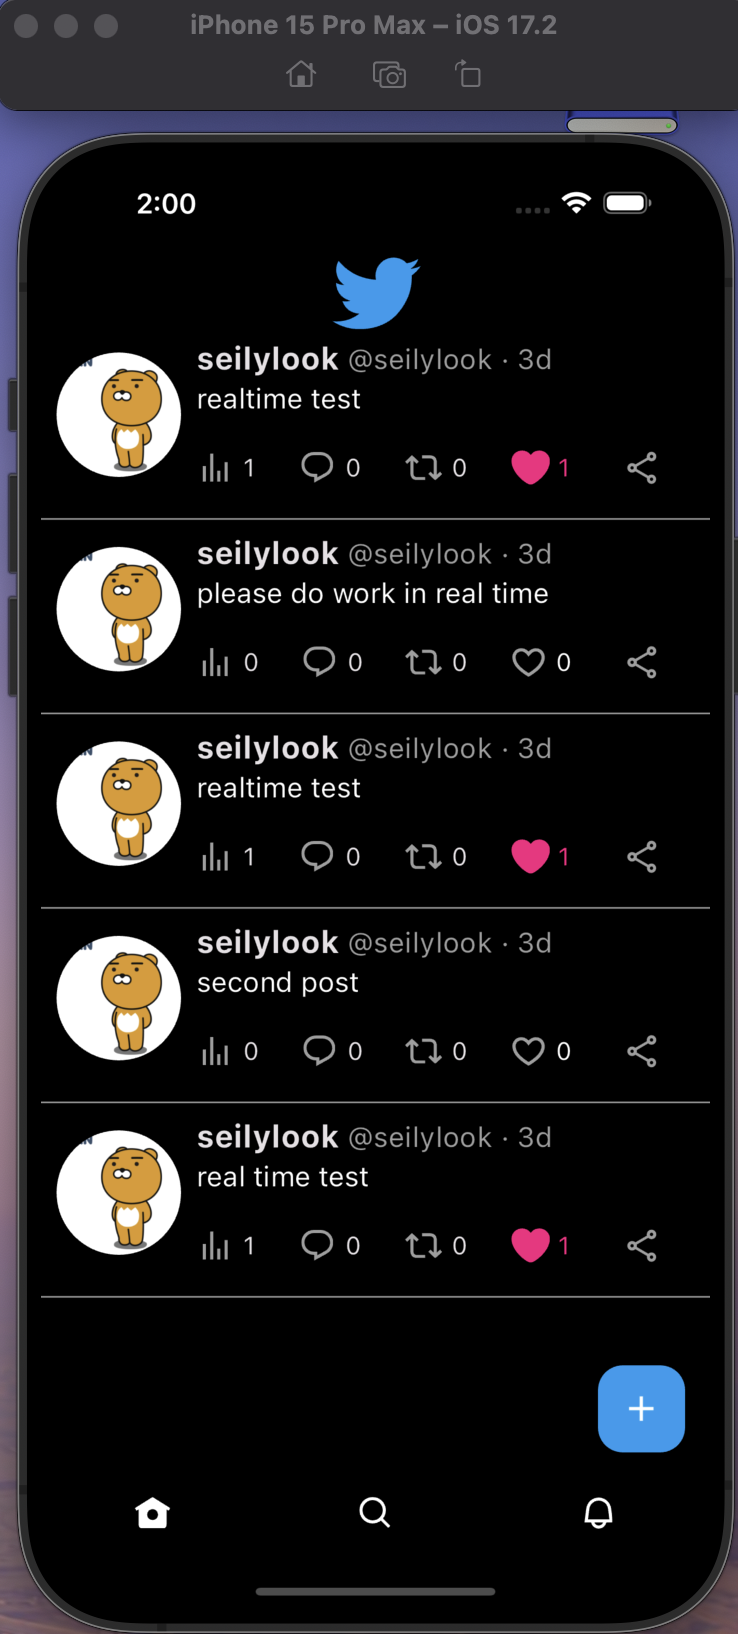 iPhone 15 Pro Max – iOS 17.2
2:00
seilylook @seilylook · 3d
realtime test
1 0 0 1
seilylook @seilylook · 3d
please do work in real time
0 0 0 0
seilylook @seilylook · 3d
realtime test
1 0 0 1
seilylook @seilylook · 3d
second post
0 0 0 0
seilylook @seilylook · 3d
real time test
1 0 0 1